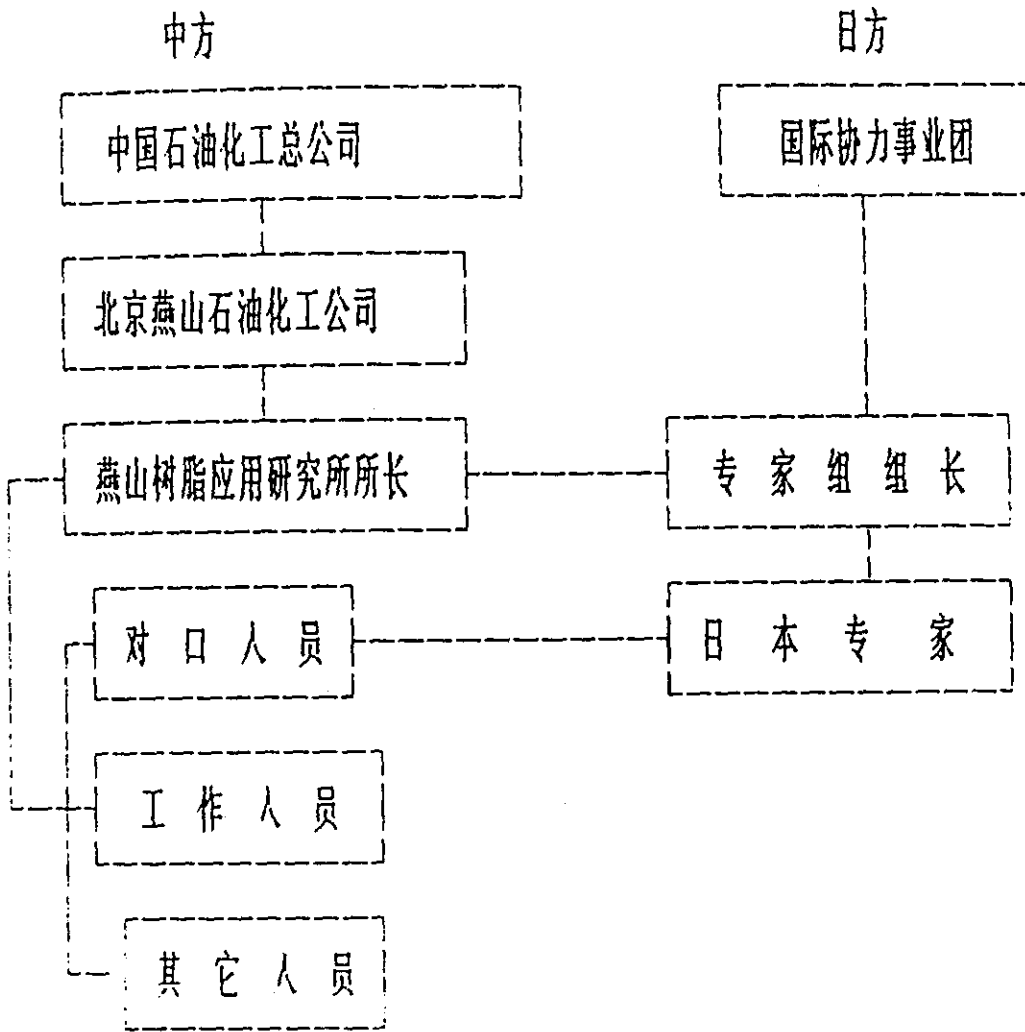 中方
日方
中国石油化工总公司
国际协力事业团
北京燕山石油化工公司
燕山树脂应用研究所所长
专家组组长
对口人员
日本专家
工作人员
其它人员